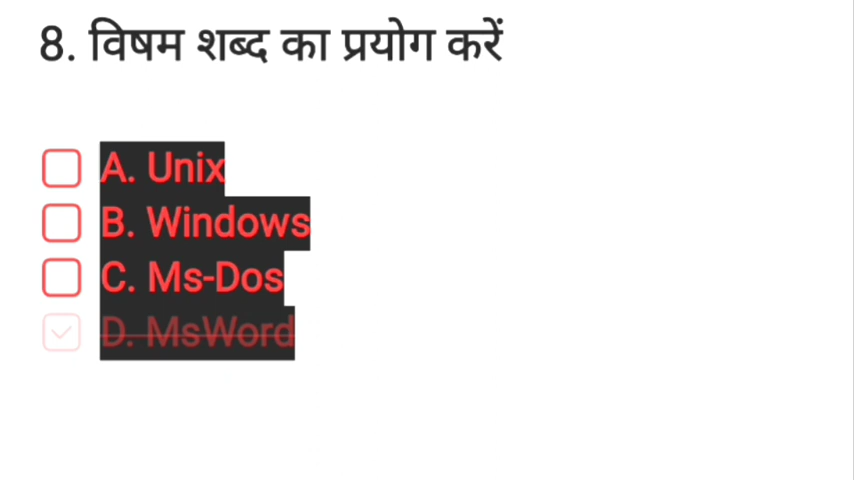 8. विषम शब्द का प्रयोग करें
A. Unix
B. Windows
C. Ms-Dos
D. MsWord